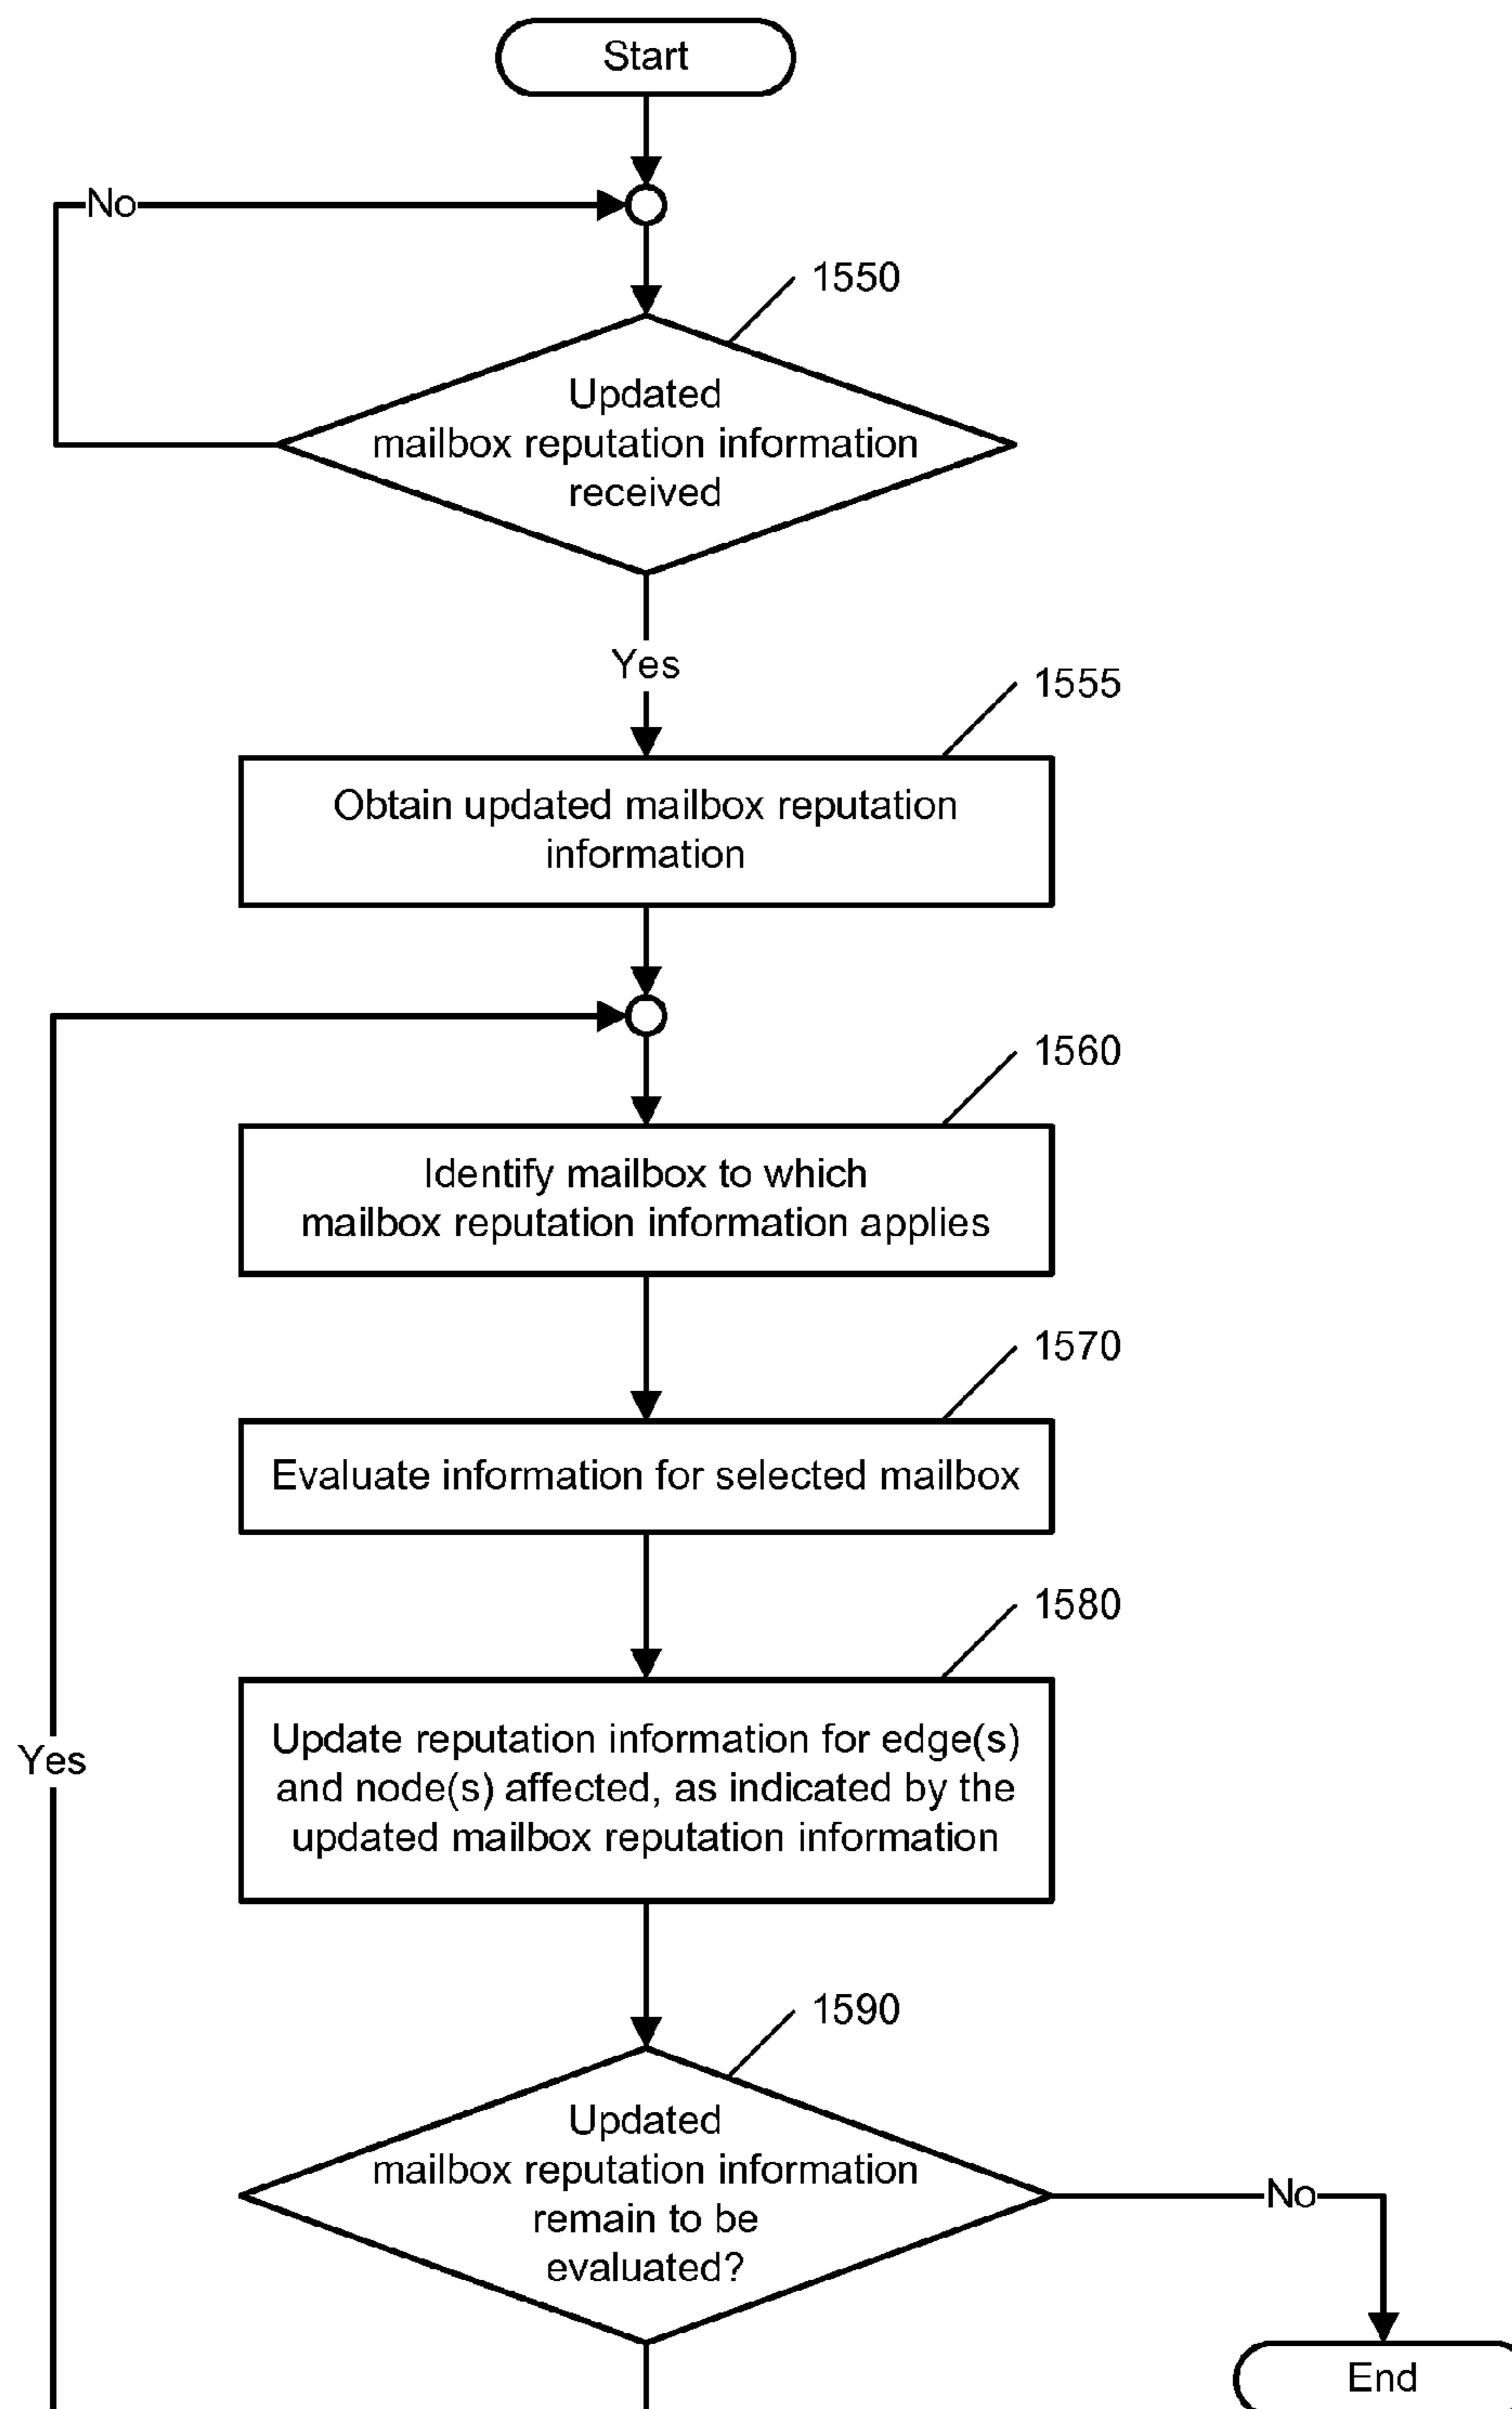 Start
No
1550
Updated
mailbox reputation information
received
Yes
1555
Obtain updated mailbox reputation
information
1560
Identify mailbox to which
mailbox reputation information applies
1570
Evaluate information for selected mailbox
1580
Update reputation information for edge(s)
and node(s) affected, as indicated by the
updated mailbox reputation information
Yes
1590
Updated
mailbox reputation information
remain to be
evaluated?
No
End